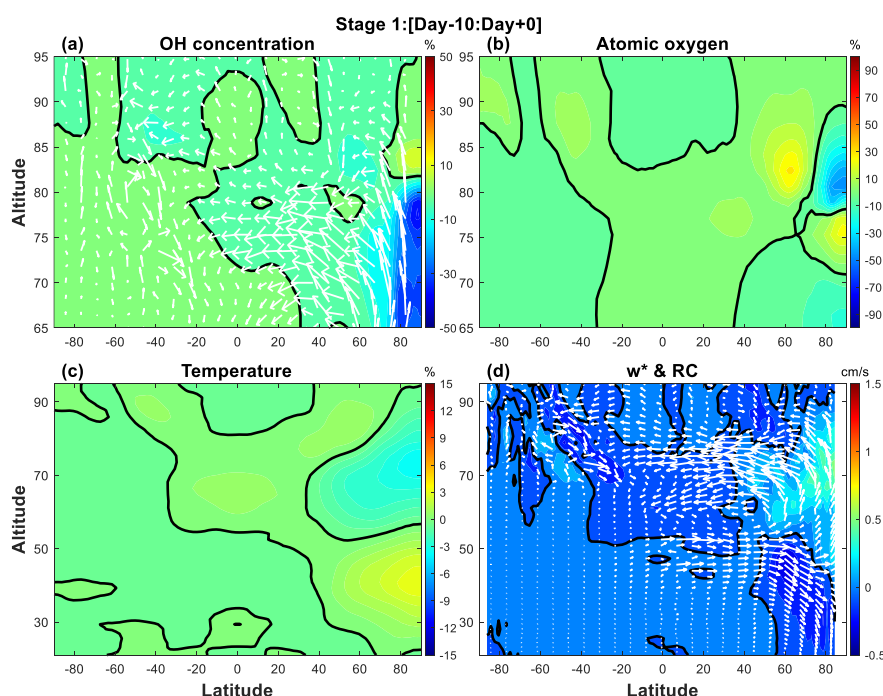 Stage 1:[Day-10:Day+0]
(a) OH concentration %
(b) Atomic oxygen %
95 90 85 80 75 70 65
Altitude
-80 -60 -40 -20 0 20 40 60 80
50 30 10 -10 -30 -50
95 90 85 80 75 70 65
-80 -60 -40 -20 0 20 40 60 80
90 70 50 30 10 -10 -30 -50 -70 -90
(c) Temperature %
(d) w* & RC cm/s
90 70 50 30
Altitude
-80 -60 -40 -20 0 20 40 60 80
Latitude
15 12 9 6 3 0 -3 -6 -9 -12 -15
90 70 50 30
-80 -60 -40 -20 0 20 40 60 80
Latitude
1.5 1 0.5 0 -0.5